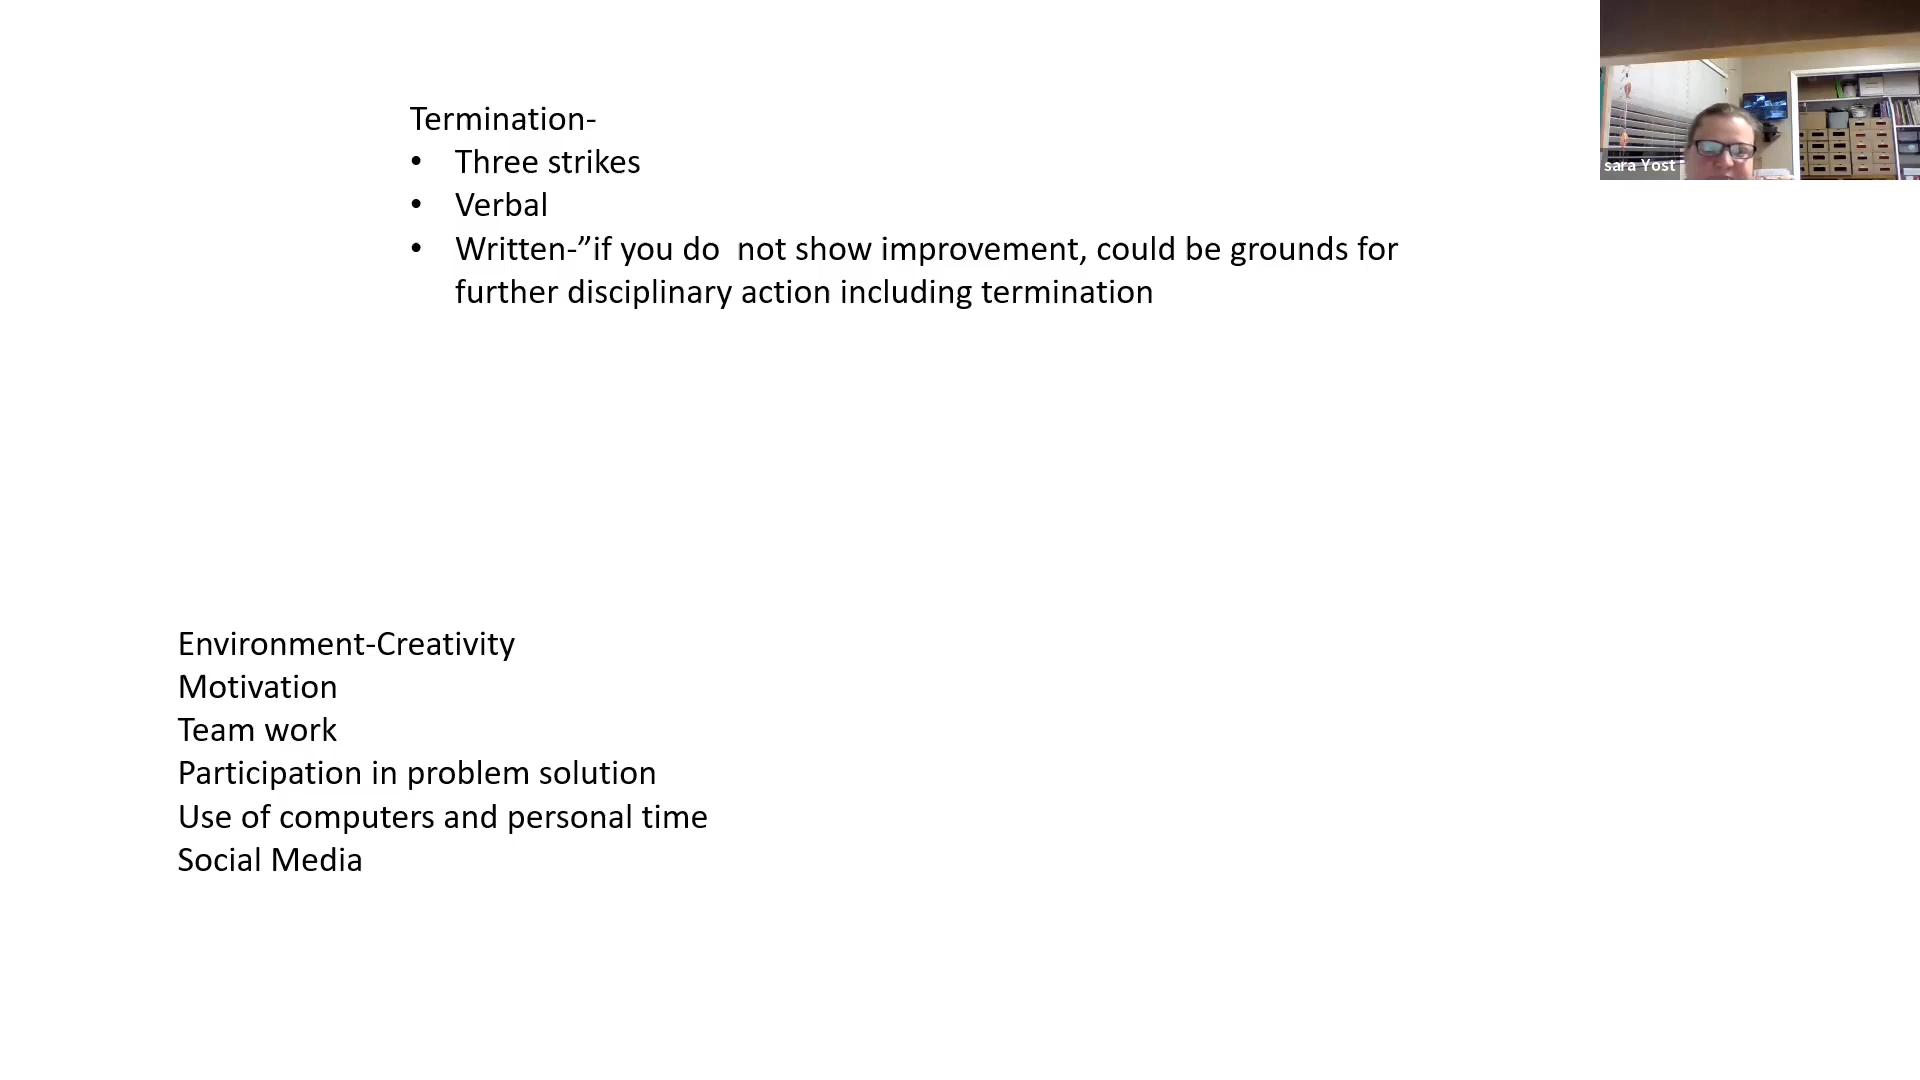 Termination-
• Three strikes
• Verbal
• Written-”if you do  not show improvement, could be grounds for
further disciplinary action including termination
sara Yost
Environment-Creativity
Motivation
Team work
Participation in problem solution
Use of computers and personal time
Social Media